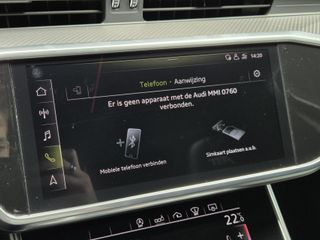 14:20
Telefoon - Aanwijzing
Er is geen apparaat met de Audi MMI 0760
verbonden.
Mobiele telefoon verbinden
Simkaart plaatsen a.u.b.
22